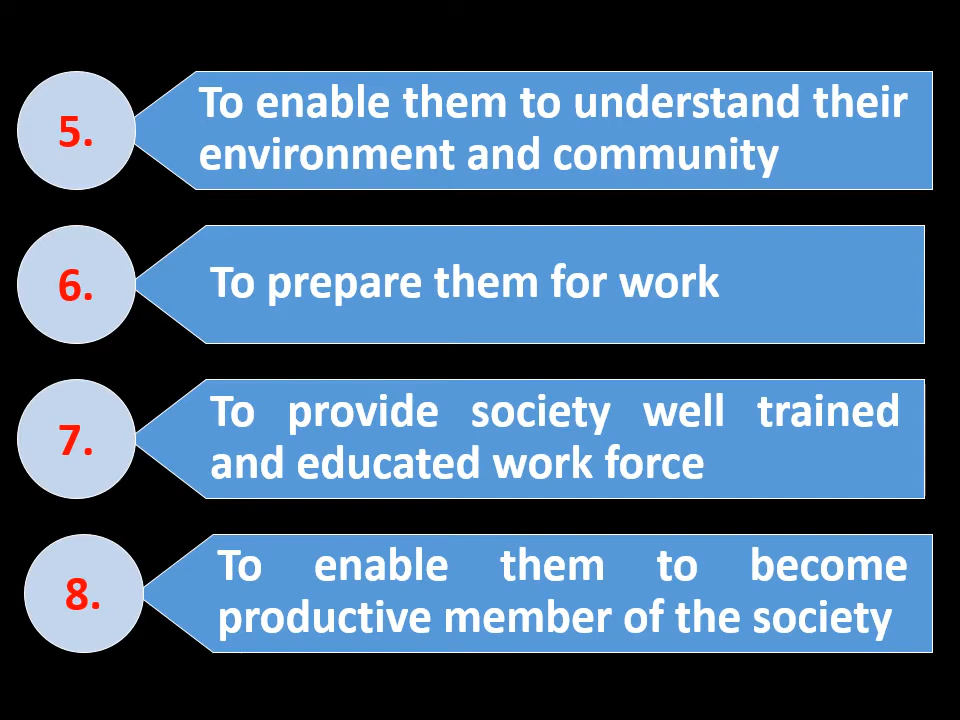 5.
To enable them to understand their
environment and community
6.
To prepare them for work
7.
To provide society well trained
and educated work force
8.
To enable them to become
productive member of the society